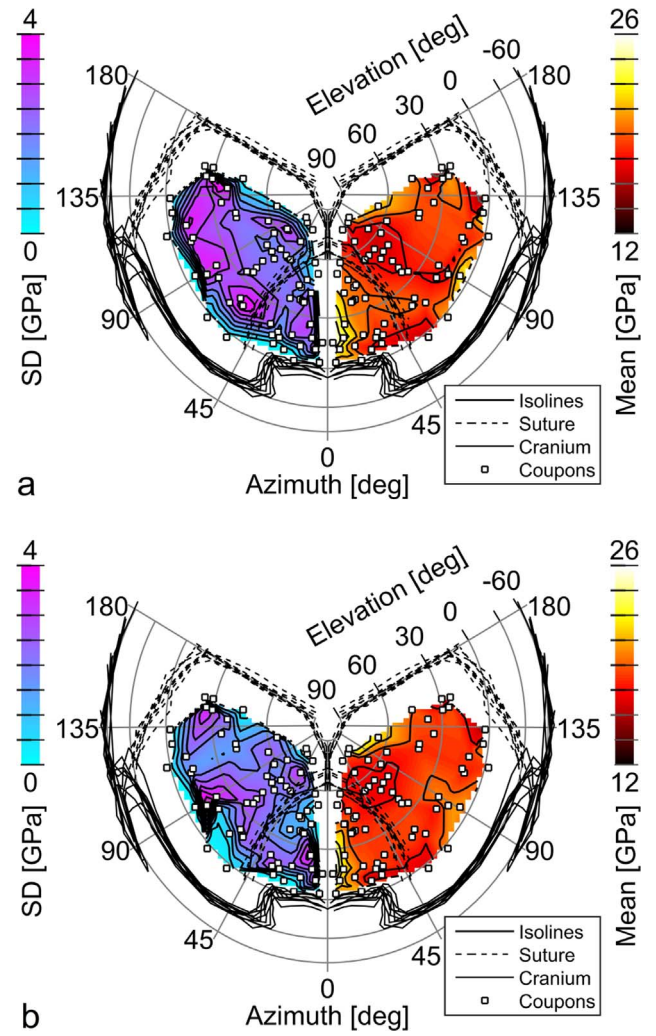 4
0
SD [GPa]
26
12
Mean [GPa]
Elevation [deg]
90
60
30
0
-60
180
135
90
45
0
45
90
135
180
Azimuth [deg]
Isolines
Suture
Cranium
Coupons
a
4
0
SD [GPa]
26
12
Mean [GPa]
Elevation [deg]
90
60
30
0
-60
180
135
90
45
0
45
90
135
180
Azimuth [deg]
Isolines
Suture
Cranium
Coupons
b